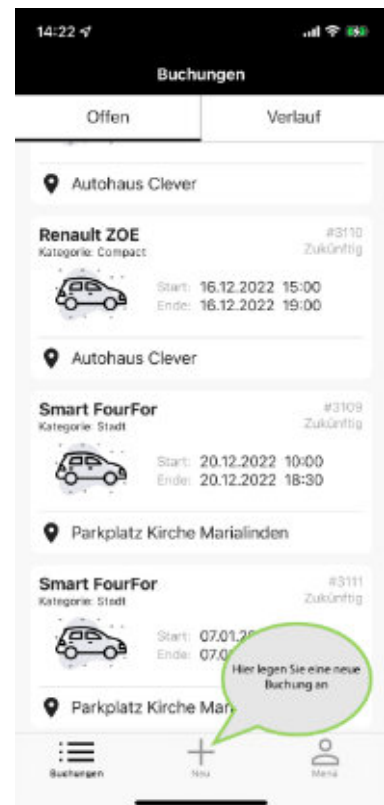 14:22
Buchungen
Offen
Verlauf
Autohaus Clever
Renault ZOE
#3110
Kategorie: Compact
Zukünftig
Start: 16.12.2022 15:00
Ende: 16.12.2022 19:00
Autohaus Clever
Smart FourFor
#3109
Kategorie: Stadt
Zukünftig
Start: 20.12.2022 10:00
Ende: 20.12.2022 18:30
Parkplatz Kirche Marialinden
Smart FourFor
#3111
Kategorie: Stadt
Zukünftig
Start: 07.01.2
Ende: 07.0
Hier legen Sie eine neue
Buchung an
Parkplatz Kirche Mari
Buchungen
Neu
Menü